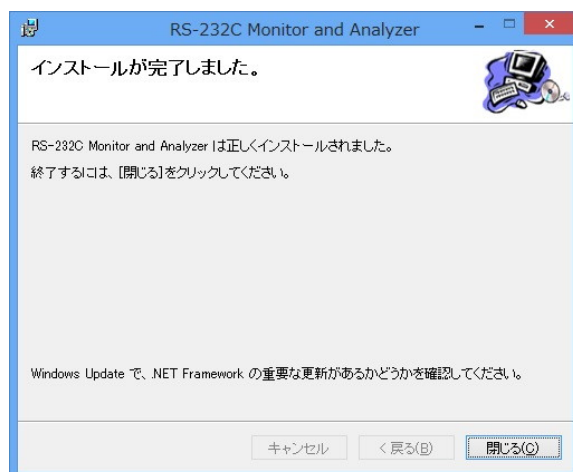 RS-232C Monitor and Analyzer
インストールが完了しました。
RS-232C Monitor and Analyzer は正しくインストールされました。
終了するには、[閉じる]をクリックしてください。
Windows Update で、.NET Framework の重要な更新があるかどうかを確認してください。
キャンセル
< 戻る(B)
閉じる(C)